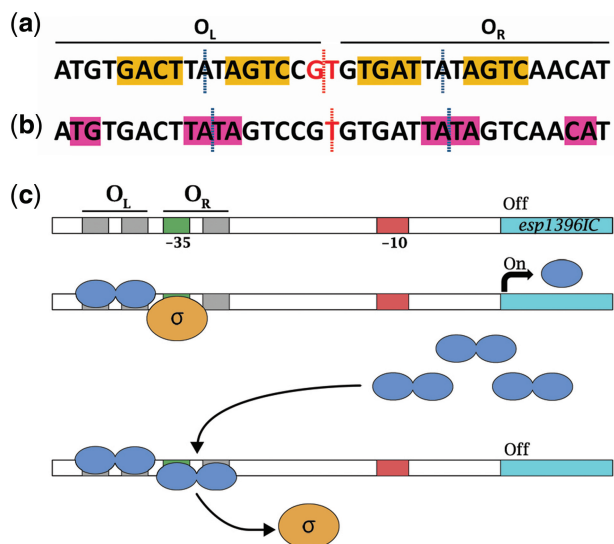 (a)
OL OR
ATGTGACTTATAGTCCGTGTGATTATAGTCAACAT
(b)
ATGTGACTTATAGTCCGTGTGATTATAGTCAACAT
(c)
OL OR Off
esp1396IC
−35 −10
On
σ
Off
σ